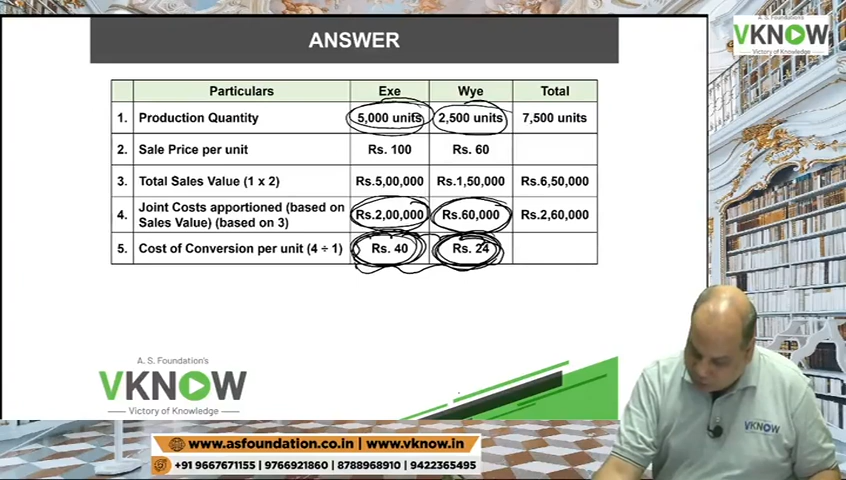 ANSWER
A. S. Foundation's
VKNOW
Victory of Knowledge
Particulars Exe Wye Total
1. Production Quantity 5,000 units 2,500 units 7,500 units
2. Sale Price per unit Rs. 100 Rs. 60
3. Total Sales Value (1 x 2) Rs.5,00,000 Rs.1,50,000 Rs.6,50,000
4. Joint Costs apportioned (based on
Sales Value) (based on 3) Rs.2,00,000 Rs.60,000 Rs.2,60,000
5. Cost of Conversion per unit (4 ÷ 1) Rs. 40 Rs. 24
A. S. Foundation's
VKNOW
Victory of Knowledge
VKNOW
www.asfoundation.co.in | www.vknow.in
+91 9667671155 | 9766921860 | 8788968910 | 9422365495